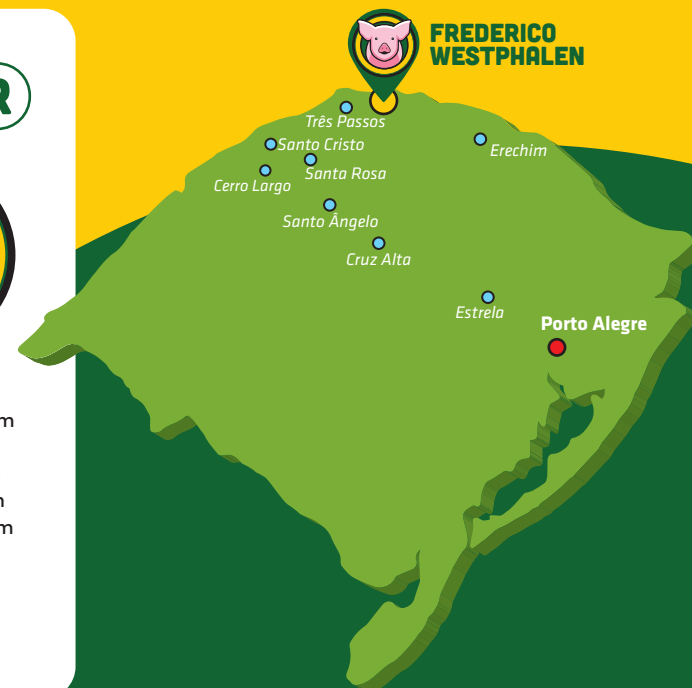 R
FREDERICO
WESTPHALEN
Três Passos
Santo Cristo
Erechim
Santa Rosa
Cerro Largo
Santo Ângelo
Cruz Alta
Estrela
Porto Alegre
m
m